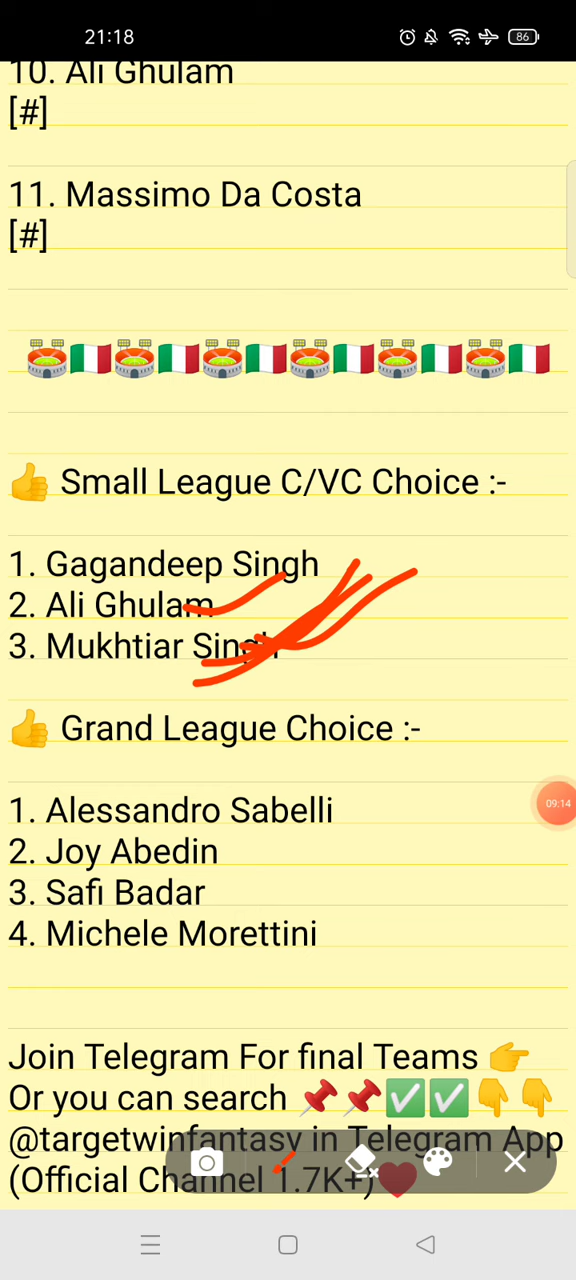 21:18
86
10. Ali Ghulam
[#]
11. Massimo Da Costa
[#]
👍 Small League C/VC Choice :-
1. Gagandeep Singh
2. Ali Ghulam
3. Mukhtiar Singh
👍 Grand League Choice :-
1. Alessandro Sabelli
09:14
2. Joy Abedin
3. Safi Badar
4. Michele Morettini
Join Telegram For final Teams 👉
Or you can search 📌📌✅✅👇👇
@targetwinfantasy in Telegram App
(Official Channel 1.7K+)❤️